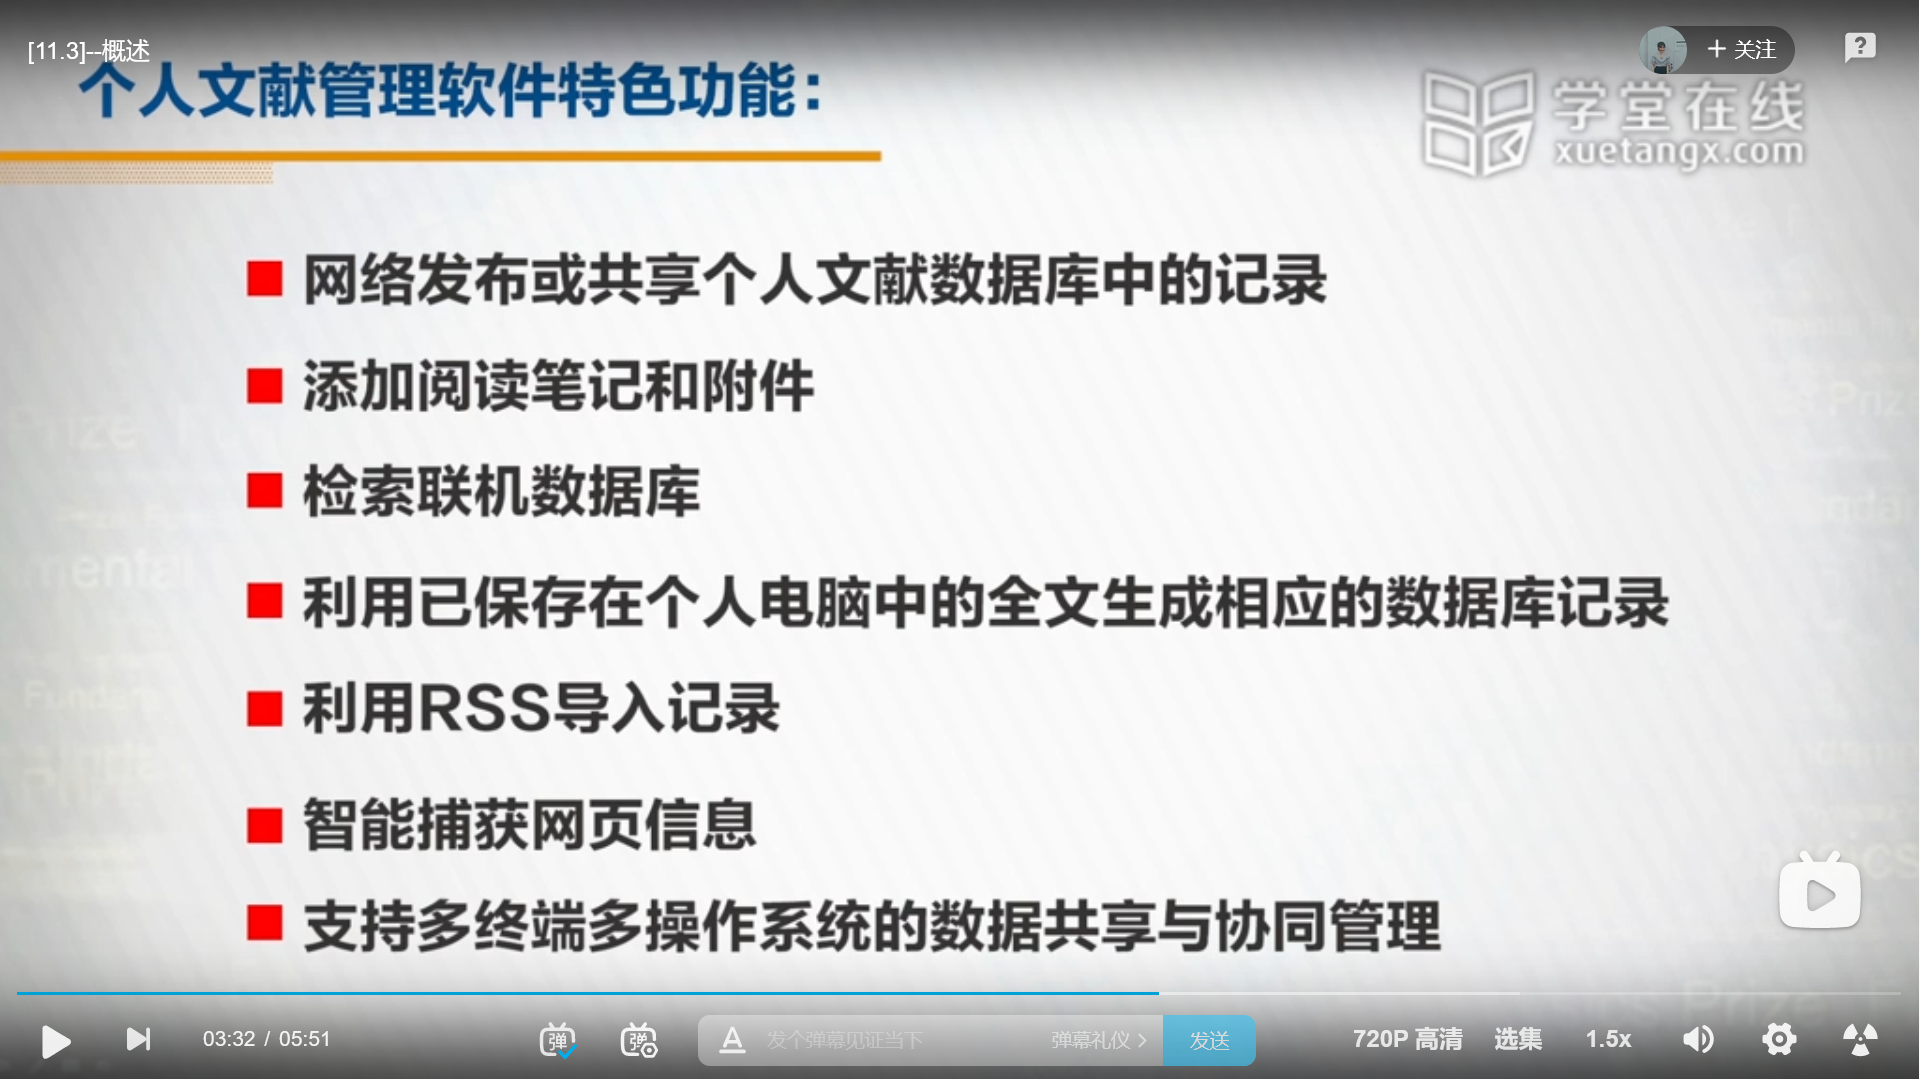 [11.3]--概述
+ 关注
个人文献管理软件特色功能：
学堂在线
xuetangx.com
网络发布或共享个人文献数据库中的记录
添加阅读笔记和附件
检索联机数据库
利用已保存在个人电脑中的全文生成相应的数据库记录
利用RSS导入记录
智能捕获网页信息
支持多终端多操作系统的数据共享与协同管理
03:32 / 05:51
弹
弹
A
发个弹幕见证当下
弹幕礼仪 >
发送
720P 高清
选集
1.5x